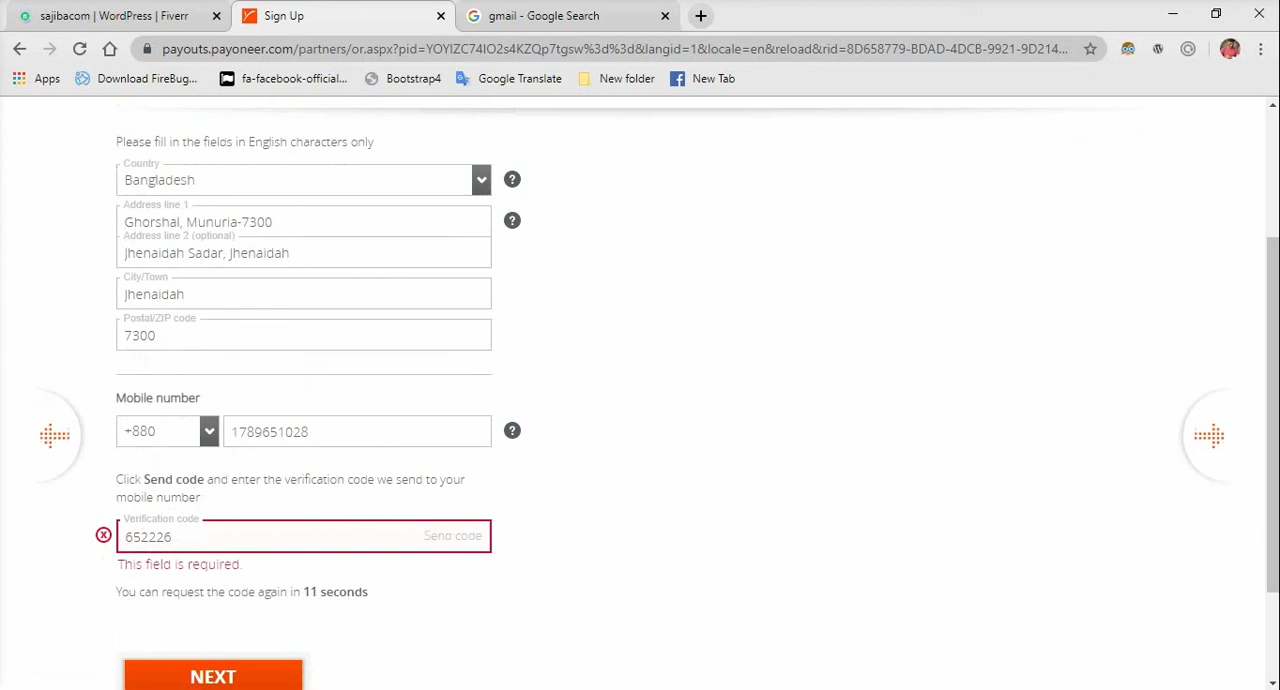 sajibacom | WordPress | Fiverr
Sign Up
gmail - Google Search
payouts.payoneer.com/partners/or.aspx?pid=YOYIZC74IO2s4KZQp7tgsw%3d%3d&langid=1&locale=en&reload&rid=8D658779-BDAD-4DCB-9921-9D214...
Apps Download FireBug... fa-facebook-official... Bootstrap4 Google Translate New folder New Tab
Please fill in the fields in English characters only
Country
Bangladesh
Address line 1
Ghorshal, Munuria-7300
Address line 2 (optional)
Jhenaidah Sadar, Jhenaidah
City/Town
Jhenaidah
Postal/ZIP code
7300
Mobile number
+880 1789651028
Click Send code and enter the verification code we send to your
mobile number
Verification code
652226 Send code
This field is required.
You can request the code again in 11 seconds
NEXT